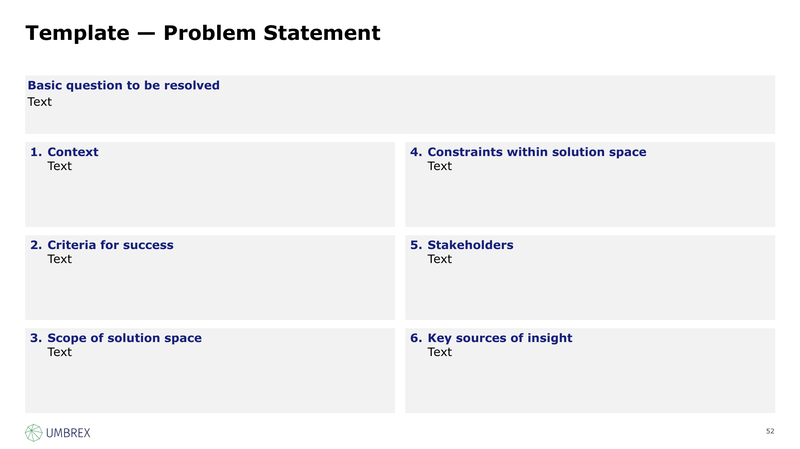 Template — Problem Statement
Basic question to be resolved
Text
1. Context
Text
2. Criteria for success
Text
3. Scope of solution space
Text
4. Constraints within solution space
Text
5. Stakeholders
Text
6. Key sources of insight
Text
UMBREX
52